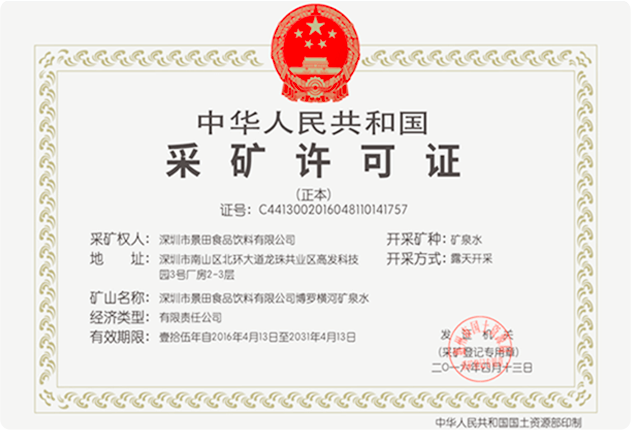 中华人民共和国
采矿许可证
(正本)
证号：C4413002016048110141757
采矿权人：深圳市景田食品饮料有限公司
开采矿种：矿泉水
地 址：深圳市南山区北环大道龙珠共业区高发科技
园3号厂房2-3层
开采方式：露天开采
矿山名称：深圳市景田食品饮料有限公司博罗横河矿泉水
经济类型：有限责任公司
有效期限：壹拾伍年自2016年4月13日至2031年4月13日
发 证 机 关
(采矿登记专用章)
二〇一六年四月十三日
中华人民共和国国土资源部印制